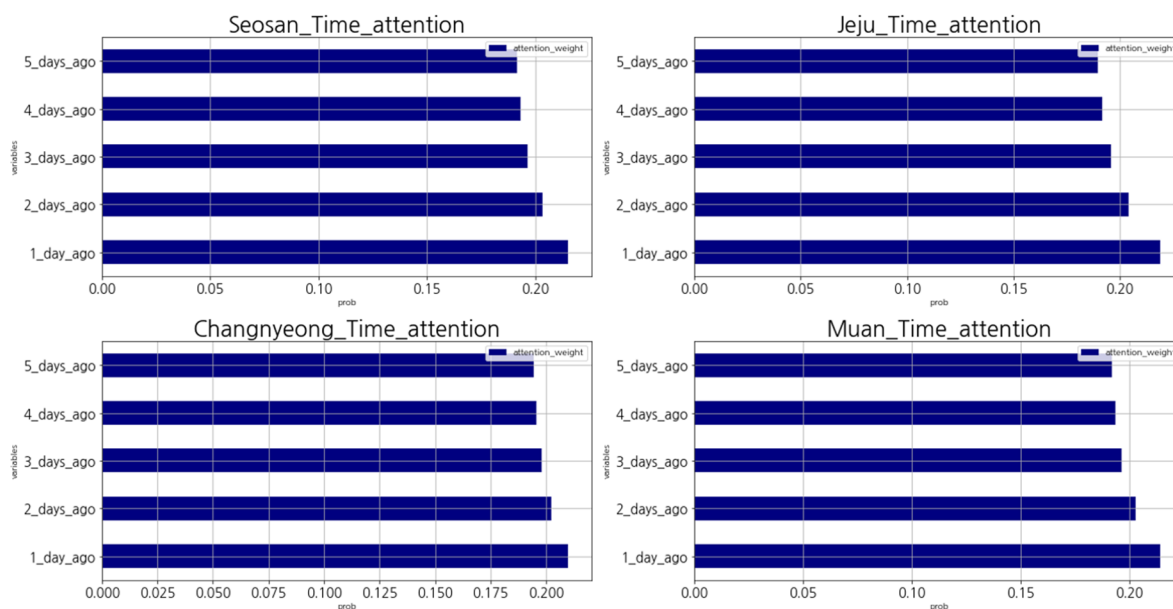 Seosan_Time_attention
attention_weight
5_days_ago
4_days_ago
3_days_ago
2_days_ago
1_day_ago
variables
0.00 0.05 0.10 0.15 0.20
prob
Jeju_Time_attention
attention_weight
5_days_ago
4_days_ago
3_days_ago
2_days_ago
1_day_ago
variables
0.00 0.05 0.10 0.15 0.20
prob
Changnyeong_Time_attention
attention_weight
5_days_ago
4_days_ago
3_days_ago
2_days_ago
1_day_ago
variables
0.000 0.025 0.050 0.075 0.100 0.125 0.150 0.175 0.200
prob
Muan_Time_attention
attention_weight
5_days_ago
4_days_ago
3_days_ago
2_days_ago
1_day_ago
variables
0.00 0.05 0.10 0.15 0.20
prob